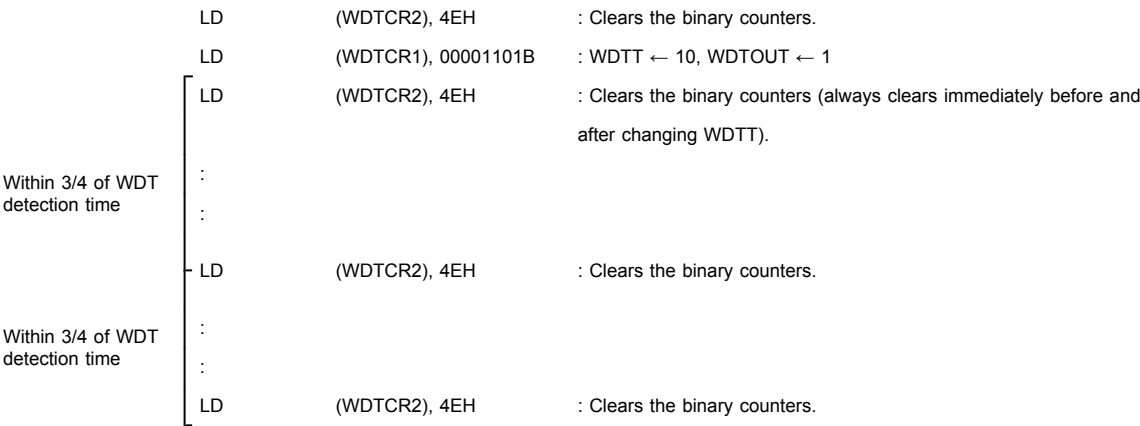 LD (WDTCR2), 4EH : Clears the binary counters.
LD (WDTCR1), 00001101B : WDTT ← 10, WDTOUT ← 1
LD (WDTCR2), 4EH : Clears the binary counters (always clears immediately before and
after changing WDTT).
Within 3/4 of WDT
detection time
:
:
LD (WDTCR2), 4EH : Clears the binary counters.
Within 3/4 of WDT
detection time
:
:
LD (WDTCR2), 4EH : Clears the binary counters.